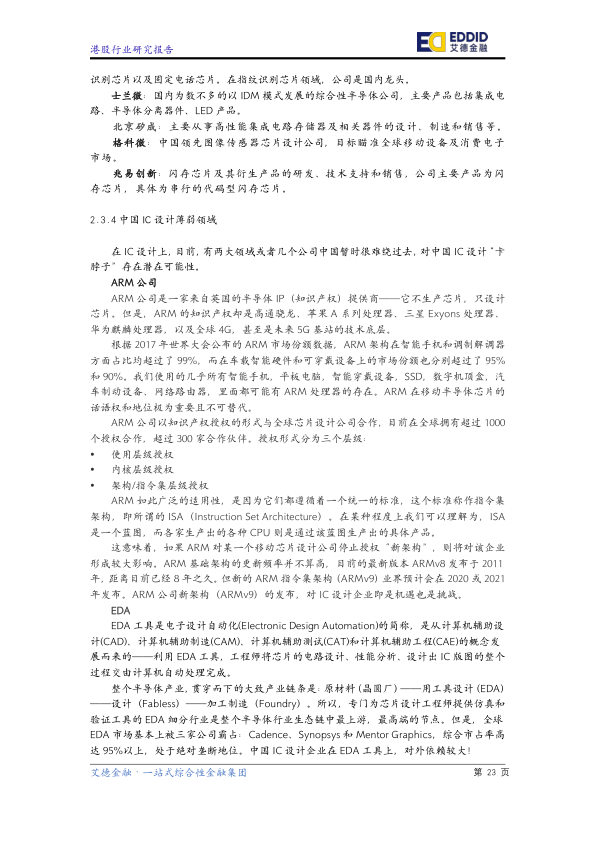 港股行业研究报告
EDDID
艾德金融
识别芯片以及固定电话芯片。在指纹识别芯片领域，公司是国内龙头。
士兰微：国内为数不多的以 IDM 模式发展的综合性半导体公司，主要产品包括集成电
路、半导体分离器件、LED 产品。
北京矽成：主要从事高性能集成电路存储器及相关器件的设计、制造和销售等。
格科微：中国领先图像传感器芯片设计公司，目标瞄准全球移动设备及消费电子
市场。
兆易创新：闪存芯片及其衍生产品的研发、技术支持和销售，公司主要产品为闪
存芯片，具体为串行的代码型闪存芯片。
2.3.4 中国 IC 设计薄弱领域
在 IC 设计上，目前，有两大领域或者几个公司中国暂时很难绕过去，对中国 IC 设计“卡
脖子”存在潜在可能性。
ARM 公司
ARM 公司是一家来自英国的半导体 IP（知识产权）提供商——它不生产芯片，只设计
芯片。但是，ARM 的知识产权却是高通骁龙、苹果 A 系列处理器、三星 Exyons 处理器、
华为麒麟处理器，以及全球 4G，甚至是未来 5G 基站的技术底层。
根据 2017 年世界大会公布的 ARM 市场份额数据，ARM 架构在智能手机和调制解调器
方面占比均超过了 99%，而在车载智能硬件和可穿戴设备上的市场份额也分别超过了 95%
和 90%。我们使用的几乎所有智能手机，平板电脑，智能穿戴设备，SSD，数字机顶盒，汽
车制动设备、网络路由器，里面都可能有 ARM 处理器的存在。ARM 在移动半导体芯片的
话语权和地位极为重要且不可替代。
ARM 公司以知识产权授权的形式与全球芯片设计公司合作，目前在全球拥有超过 1000
个授权合作，超过 300 家合作伙伴。授权形式分为三个层级：
• 使用层级授权
• 内核层级授权
• 架构/指令集层级授权
ARM 如此广泛的适用性，是因为它们都遵循着一个统一的标准，这个标准称作指令集
架构，即所谓的 ISA（Instruction Set Architecture）。在某种程度上我们可以理解为，ISA
是一个蓝图，而各家生产出的各种 CPU 则是通过该蓝图生产出的具体产品。
这意味着，如果 ARM 对某一个移动芯片设计公司停止授权“新架构”，则将对该企业
形成较大影响。ARM 基础架构的更新频率并不算高，目前的最新版本 ARMv8 发布于 2011
年，距离目前已经 8 年之久。但新的 ARM 指令集架构（ARMv9）业界预计会在 2020 或 2021
年发布。ARM 公司新架构（ARMv9）的发布，对 IC 设计企业即是机遇也是挑战。
EDA
EDA 工具是电子设计自动化(Electronic Design Automation)的简称，是从计算机辅助设
计(CAD)、计算机辅助制造(CAM)、计算机辅助测试(CAT)和计算机辅助工程(CAE)的概念发
展而来的——利用 EDA 工具，工程师将芯片的电路设计、性能分析、设计出 IC 版图的整个
过程交由计算机自动处理完成。
整个半导体产业，贯穿而下的大致产业链条是：原材料（晶圆厂）——用工具设计（EDA）
——设计（Fabless）——加工制造（Foundry）。所以，专门为芯片设计工程师提供仿真和
验证工具的 EDA 细分行业是整个半导体行业生态链中最上游，最高端的节点。但是，全球
EDA 市场基本上被三家公司霸占：Cadence、Synopsys 和 Mentor Graphics，综合市占率高
达 95%以上，处于绝对垄断地位。中国 IC 设计企业在 EDA 工具上，对外依赖较大！
艾德金融·一站式综合性金融集团
第 23 页